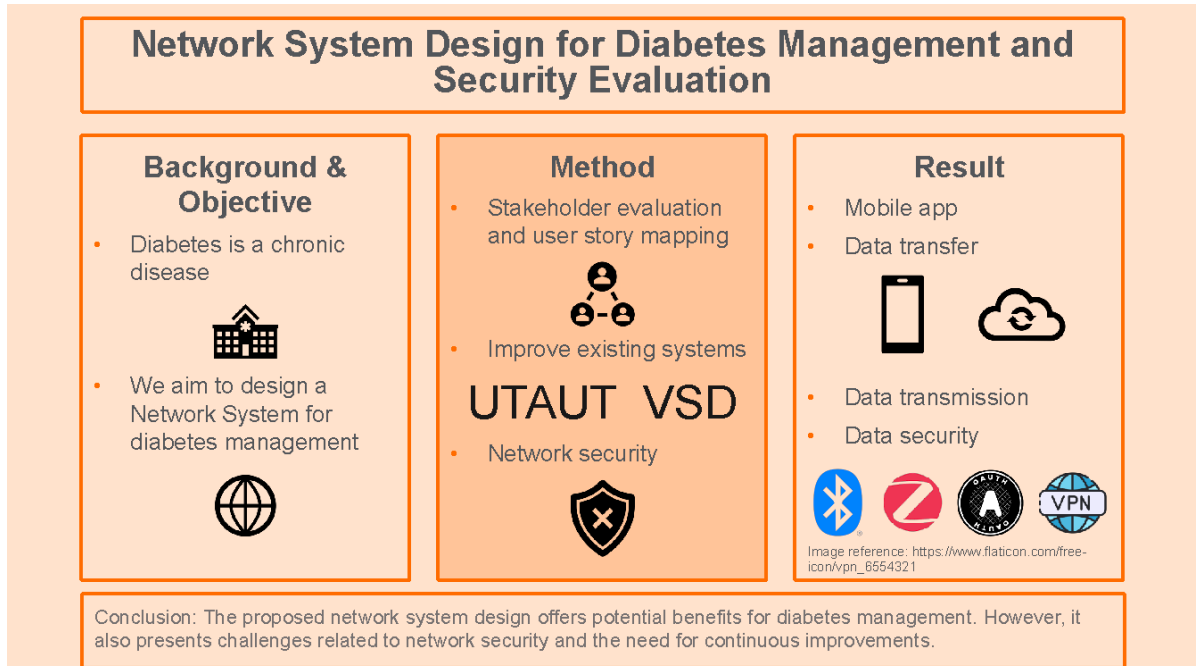 Network System Design for Diabetes Management and
Security Evaluation
Background &
Objective
• Diabetes is a chronic
disease
• We aim to design a
Network System for
diabetes management
Method
• Stakeholder evaluation
and user story mapping
• Improve existing systems
UTAUT VSD
• Network security
Result
• Mobile app
• Data transfer
• Data transmission
• Data security
OAUTH
A
OAUTH
VPN
Image reference: https://www.flaticon.com/free-
icon/vpn_6554321
Conclusion: The proposed network system design offers potential benefits for diabetes management. However, it
also presents challenges related to network security and the need for continuous improvements.